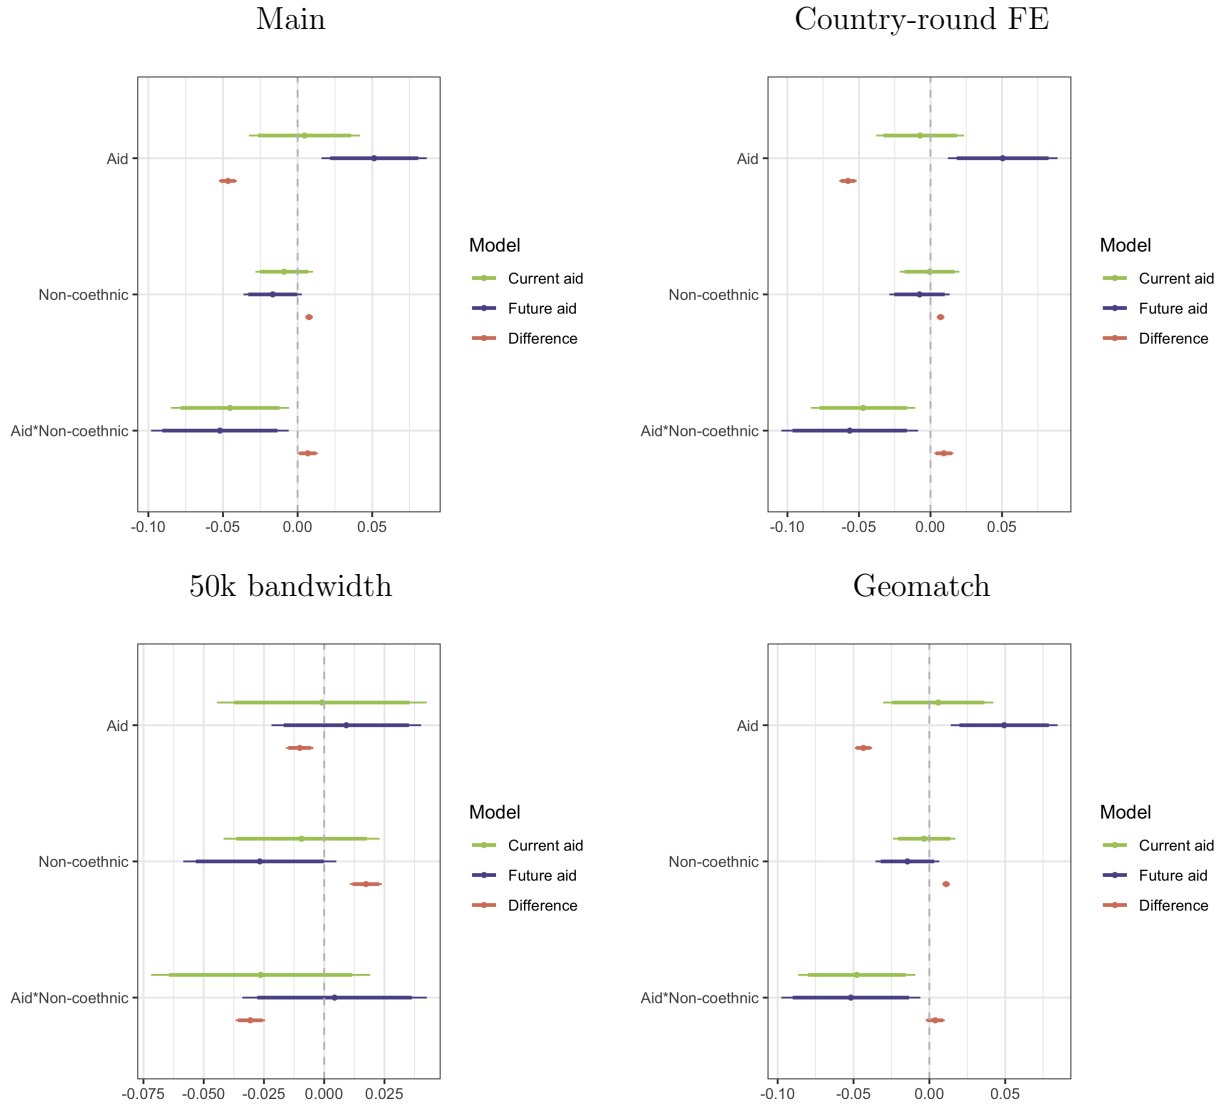 Main
Aid
Non-coethnic
Aid*Non-coethnic
-0.10 -0.05 0.00 0.05
Model
Current aid
Future aid
Difference
Country-round FE
Aid
Non-coethnic
Aid*Non-coethnic
-0.10 -0.05 0.00 0.05
Model
Current aid
Future aid
Difference
50k bandwidth
Aid
Non-coethnic
Aid*Non-coethnic
-0.075 -0.050 -0.025 0.000 0.025
Model
Current aid
Future aid
Difference
Geomatch
Aid
Non-coethnic
Aid*Non-coethnic
-0.10 -0.05 0.00 0.05
Model
Current aid
Future aid
Difference